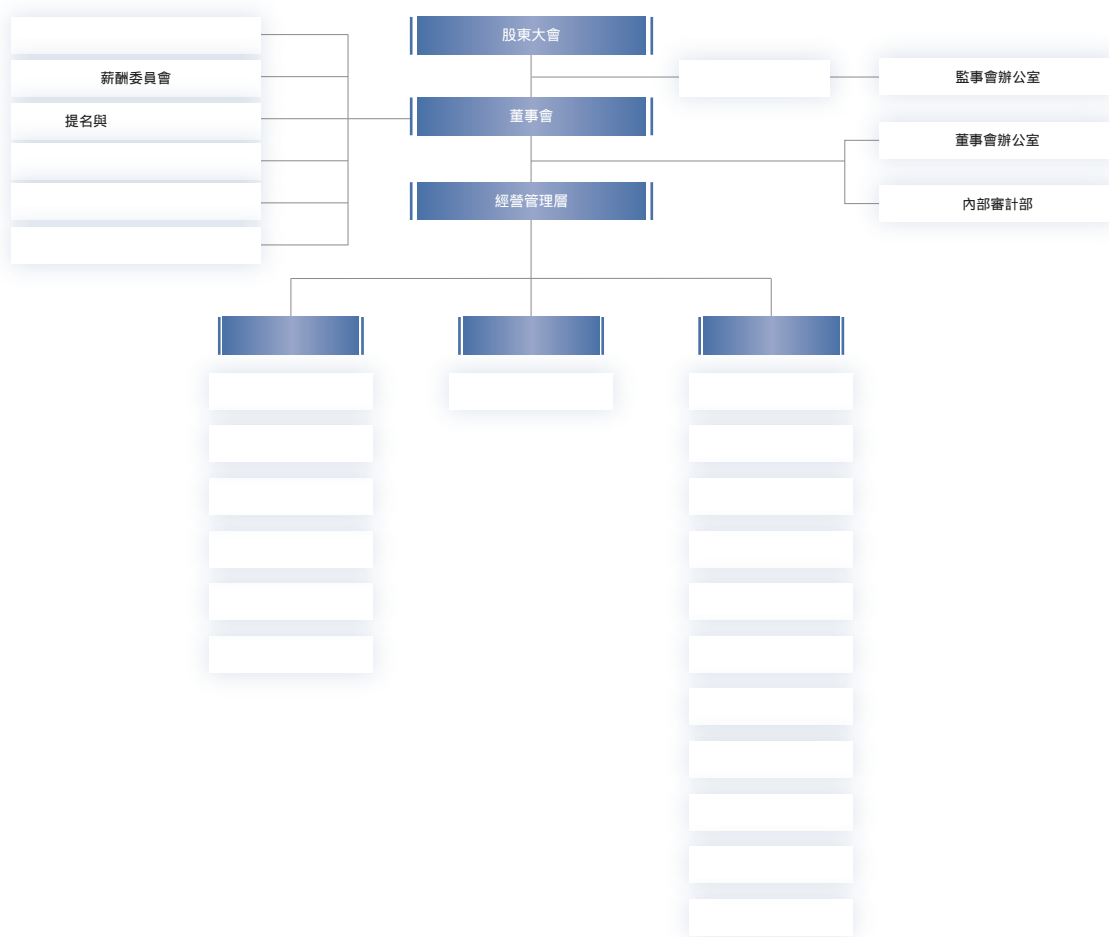 股東大會
薪酬委員會
監事會辦公室
董事會
提名與
董事會辦公室
經營管理層
內部審計部